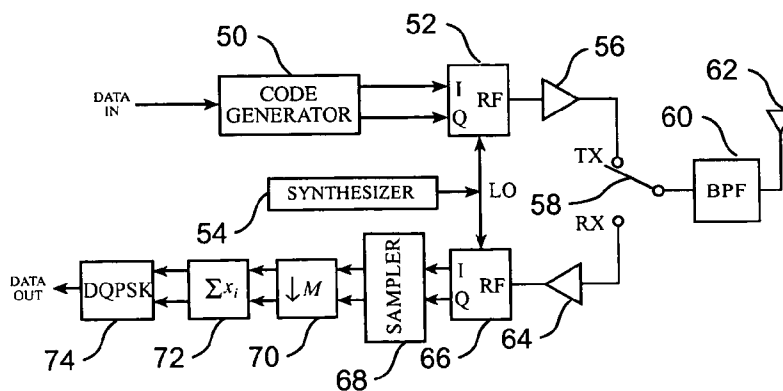 50
52
56
62
CODE
GENERATOR
DATA
IN
I
Q
RF
60
TX
BPF
58
SYNTHESIZER
LO
54
RX
DATA
OUT
DQPSK
Σxᵢ
↓M
SAMPLER
I
Q
RF
74
72
70
68
66
64